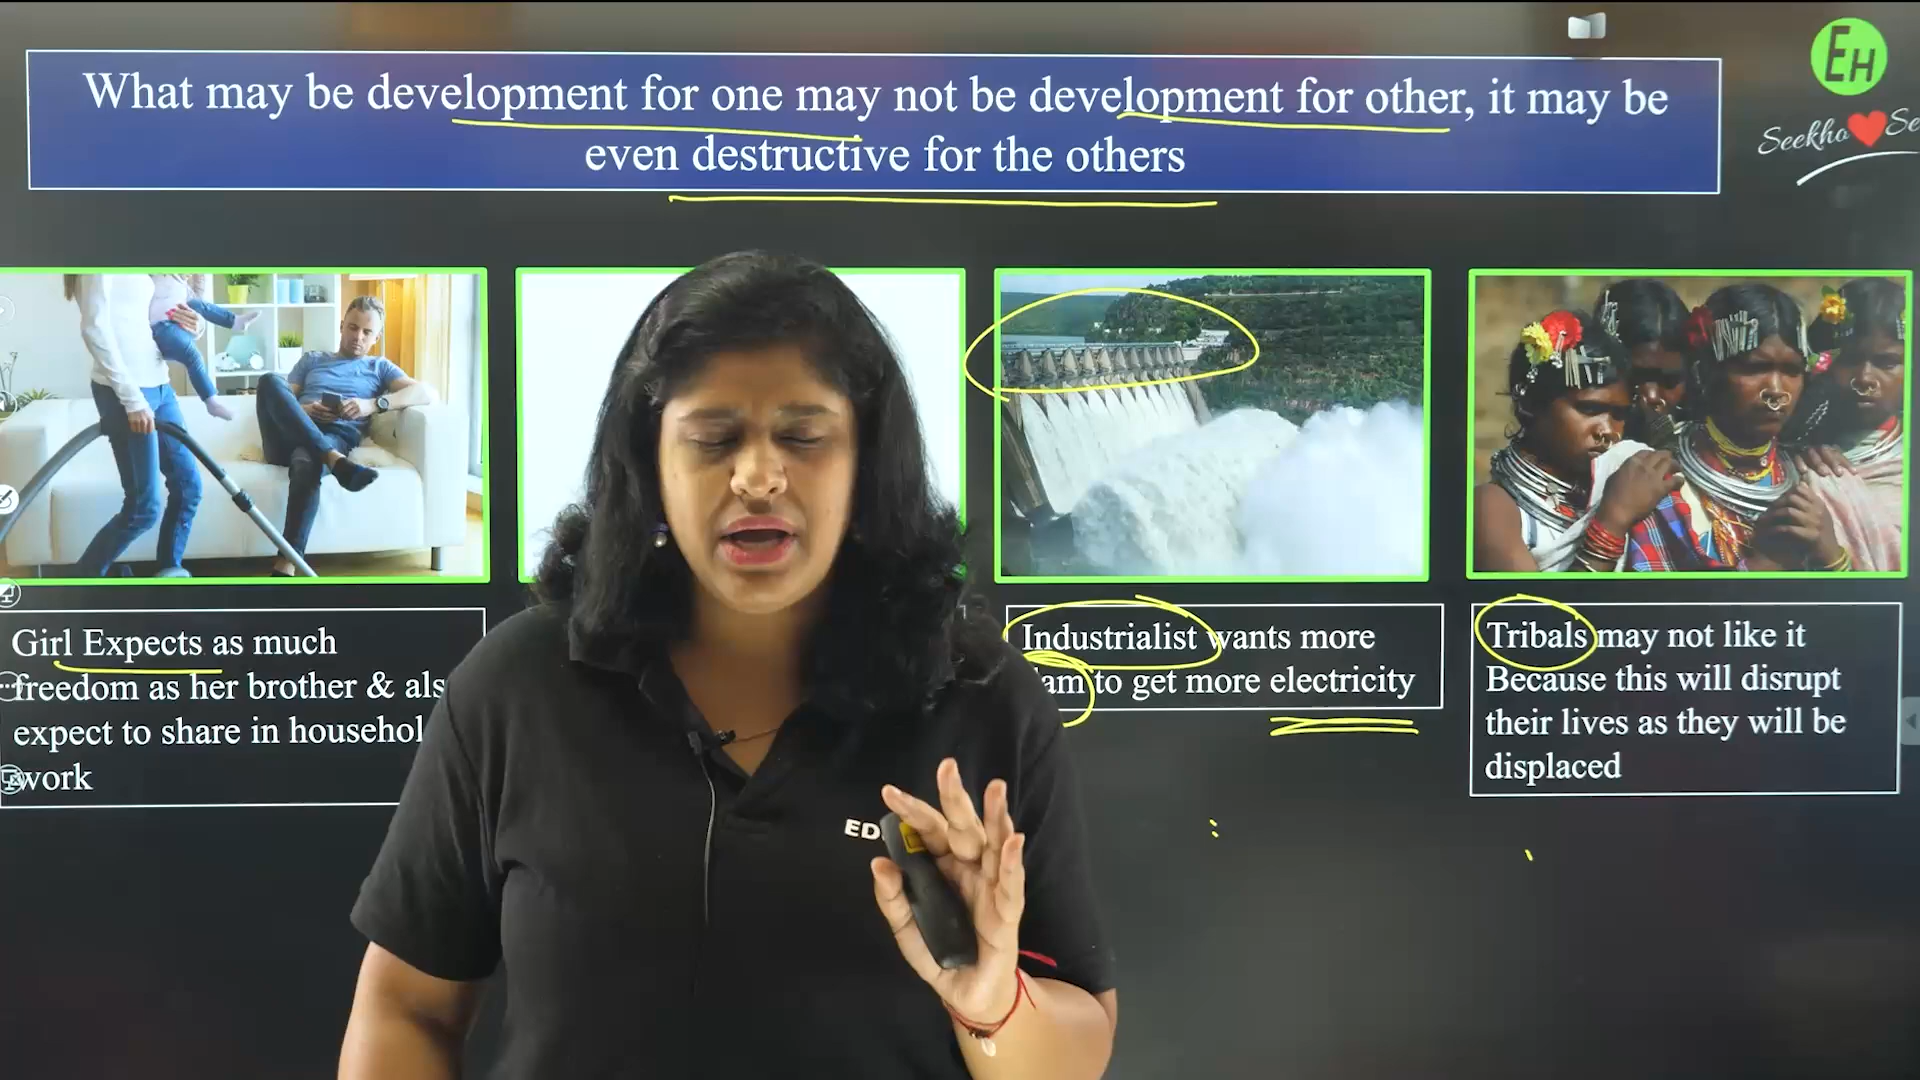 What may be development for one may not be development for other, it may be
even destructive for the others
EH
Seekho
Girl Expects as much
freedom as her brother & als
expect to share in househol
work
Industrialist wants more
am to get more electricity
Tribals may not like it
Because this will disrupt
their lives as they will be
displaced
ED